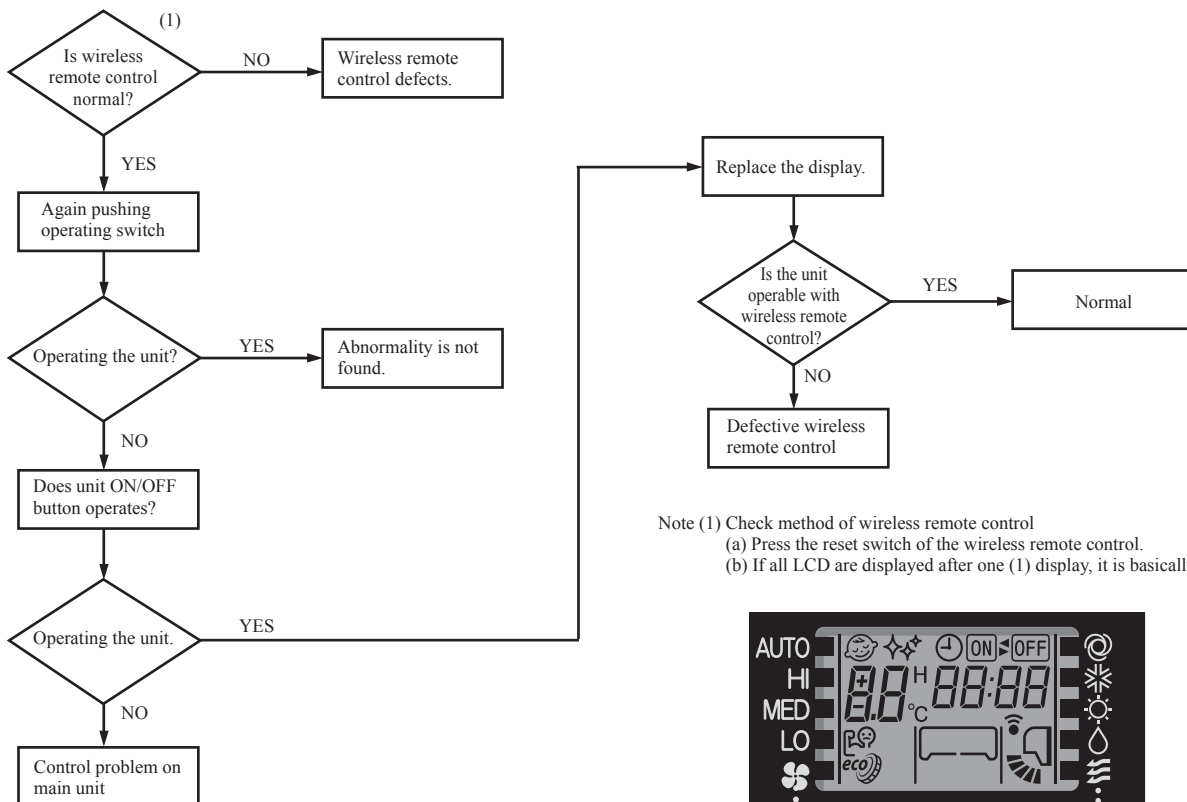 (1)
Is wireless
remote control
normal?
NO
Wireless remote
control defects.
YES
Again pushing
operating switch
Operating the unit?
YES
Abnormality is not
found.
NO
Does unit ON/OFF
button operates?
Operating the unit.
YES
NO
Control problem on
main unit
Replace the display.
Is the unit
operable with
wireless remote
control?
YES
Normal
NO
Defective wireless
remote control
Note (1) Check method of wireless remote control
(a) Press the reset switch of the wireless remote control.
(b) If all LCD are displayed after one (1) display, it is basicall
AUTO
HI
MED
LO
ON OFF
8.8 H 88:88
°C
eco